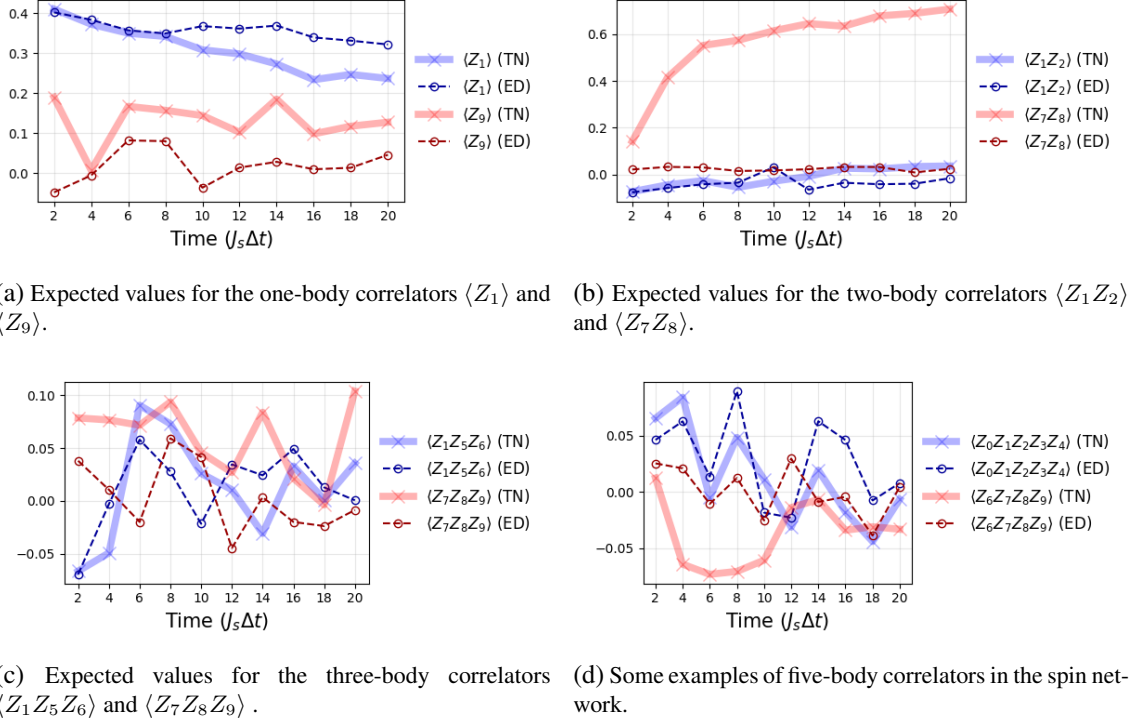 0.4
0.3
0.2
0.1
0.0
2 4 6 8 10 12 14 16 18 20
Time (J_sΔt)
⟨Z_1⟩ (TN)
⟨Z_1⟩ (ED)
⟨Z_9⟩ (TN)
⟨Z_9⟩ (ED)
0.6
0.4
0.2
0.0
2 4 6 8 10 12 14 16 18 20
Time (J_sΔt)
⟨Z_1Z_2⟩ (TN)
⟨Z_1Z_2⟩ (ED)
⟨Z_7Z_8⟩ (TN)
⟨Z_7Z_8⟩ (ED)
(a) Expected values for the one-body correlators ⟨Z_1⟩ and
⟨Z_9⟩.
(b) Expected values for the two-body correlators ⟨Z_1Z_2⟩
and ⟨Z_7Z_8⟩.
0.10
0.05
0.00
−0.05
2 4 6 8 10 12 14 16 18 20
Time (J_sΔt)
⟨Z_1Z_5Z_6⟩ (TN)
⟨Z_1Z_5Z_6⟩ (ED)
⟨Z_7Z_8Z_9⟩ (TN)
⟨Z_7Z_8Z_9⟩ (ED)
0.05
0.00
−0.05
2 4 6 8 10 12 14 16 18 20
Time (J_sΔt)
⟨Z_0Z_1Z_2Z_3Z_4⟩ (TN)
⟨Z_0Z_1Z_2Z_3Z_4⟩ (ED)
⟨Z_6Z_7Z_8Z_9⟩ (TN)
⟨Z_6Z_7Z_8Z_9⟩ (ED)
(c) Expected values for the three-body correlators
⟨Z_1Z_5Z_6⟩ and ⟨Z_7Z_8Z_9⟩ .
(d) Some examples of five-body correlators in the spin net-
work.